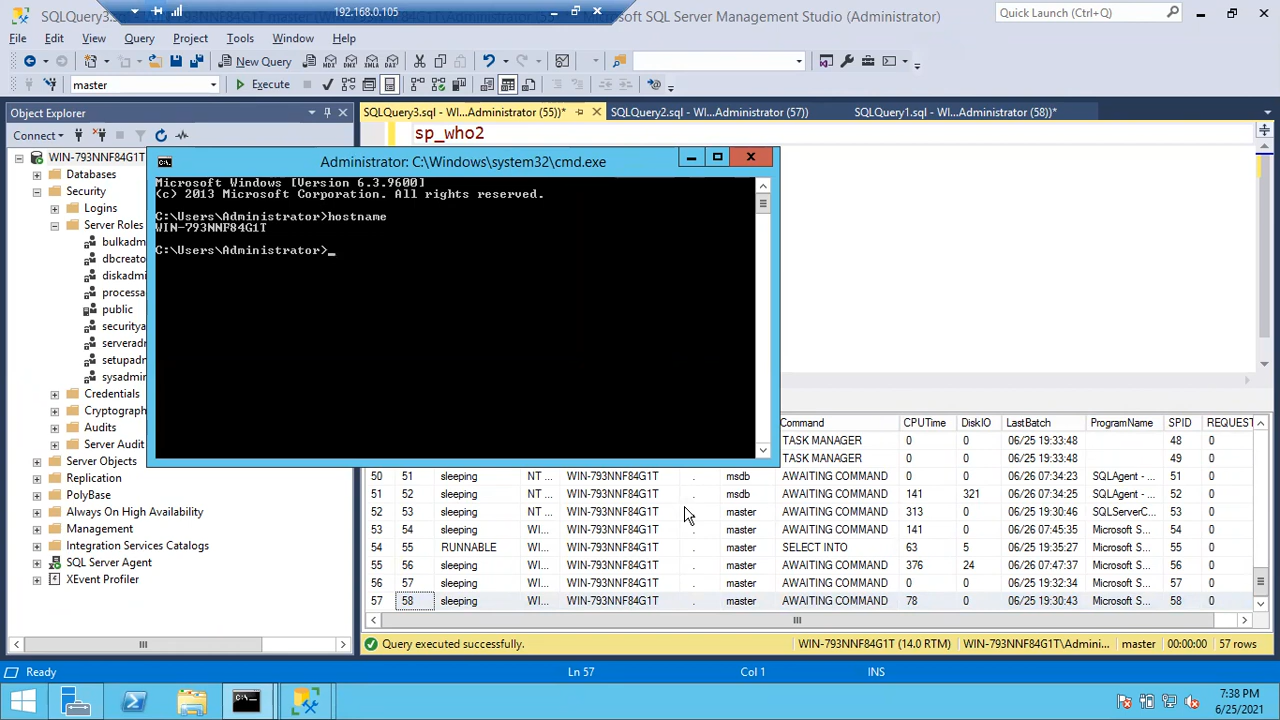 192.168.0.105
SQLQuery3.sql
Microsoft SQL Server Management Studio (Administrator)
Quick Launch (Ctrl+Q)
File Edit View Query Project Tools Window Help
New Query
master Execute
Object Explorer
SQLQuery3.sql - WI...Administrator (55))* SQLQuery2.sql - WI...Administrator (57)) SQLQuery1.sql - WI...Administrator (58))*
Connect
sp_who2
WIN-793NNF84G1T
Databases
Security
Logins
Server Roles
bulkadm
dbcreato
diskadmi
processa
public
security
serveradr
setupadr
sysadmir
Credentials
Cryptograph
Audits
Server Audit
Server Objects
Replication
PolyBase
Always On High Availability
Management
Integration Services Catalogs
SQL Server Agent
XEvent Profiler
Administrator: C:\Windows\system32\cmd.exe
Microsoft Windows [Version 6.3.9600]
(c) 2013 Microsoft Corporation. All rights reserved.
C:\Users\Administrator>hostname
WIN-793NNF84G1T
C:\Users\Administrator>_
Command CPUTime DiskIO LastBatch ProgramName SPID REQUEST
TASK MANAGER 0 0 06/25 19:33:48 48 0
TASK MANAGER 0 0 06/25 19:33:48 49 0
50 51 sleeping NT ... WIN-793NNF84G1T . msdb AWAITING COMMAND 0 0 06/26 07:34:23 SQLAgent - ... 51 0
51 52 sleeping NT ... WIN-793NNF84G1T . msdb AWAITING COMMAND 141 321 06/26 07:34:25 SQLAgent - ... 52 0
52 53 sleeping NT ... WIN-793NNF84G1T . master AWAITING COMMAND 313 0 06/26 07:34:90 SQLServerC... 53 0
53 54 sleeping WI... WIN-793NNF84G1T . master AWAITING COMMAND 141 0 06/26 07:45:35 Microsoft S... 54 0
54 55 RUNNABLE WI... WIN-793NNF84G1T . master SELECT INTO 63 5 06/25 19:35:27 Microsoft S... 55 0
55 56 sleeping WI... WIN-793NNF84G1T . master AWAITING COMMAND 376 24 06/26 07:47:37 Microsoft S... 56 0
56 57 sleeping WI... WIN-793NNF84G1T . master AWAITING COMMAND 0 0 06/25 19:32:34 Microsoft S... 57 0
57 58 sleeping WI... WIN-793NNF84G1T . master AWAITING COMMAND 78 0 06/25 19:30:43 Microsoft S... 58 0
Query executed successfully. WIN-793NNF84G1T (14.0 RTM) WIN-793NNF84G1T\Admini... master 00:00:00 57 rows
Ready Ln 57 Col 1 INS
7:38 PM
6/25/2021